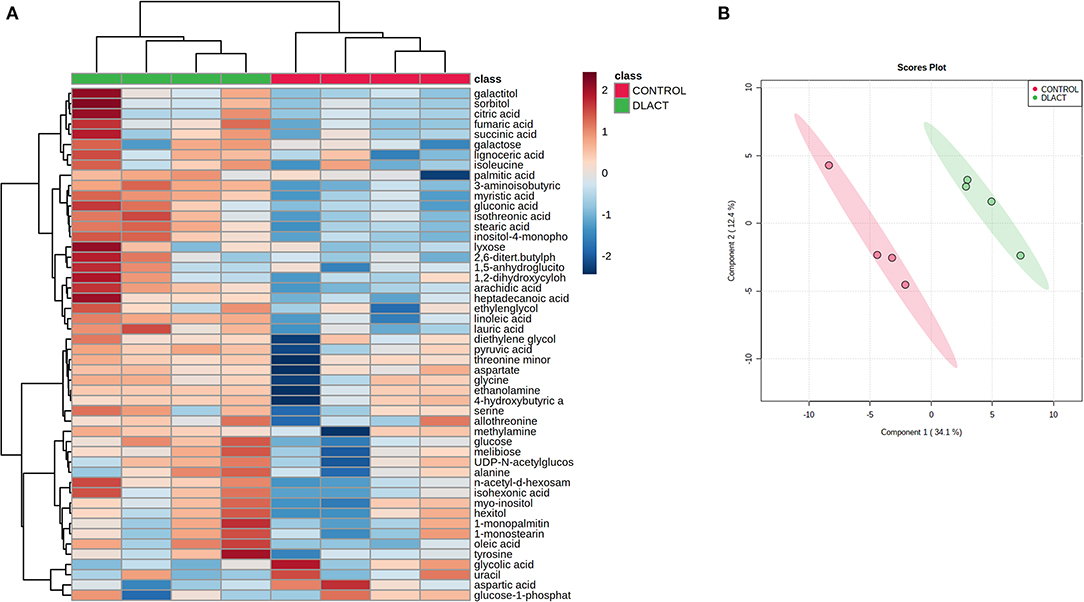 A
class
galactitol
sorbitol
citric acid
fumaric acid
succinic acid
galactose
lignoceric acid
isoleucine
palmitic acid
3-aminoisobutyric
myristic acid
gluconic acid
isothreonic acid
stearic acid
inositol-4-monopho
lyxose
2,6-ditert.butylph
1,5-anhydroglucito
1,2-dihydroxycyloh
arachidic acid
heptadecanoic acid
ethylenglycol
linoleic acid
lauric acid
diethylene glycol
pyruvic acid
threonine minor
aspartate
glycine
ethanolamine
4-hydroxybutyric a
serine
allothreonine
methylamine
glucose
melibiose
UDP-N-acetylglucos
alanine
n-acetyl-d-hexosam
isohexonic acid
myo-inositol
hexitol
1-monopalmitin
1-monostearin
oleic acid
tyrosine
glycolic acid
uracil
aspartic acid
glucose-1-phosphat
2
1
0
-1
-2
class
CONTROL
DLACT
B
Scores Plot
CONTROL
DLACT
Component 2 ( 12.4 %)
10
5
0
-5
-10
-10
-5
0
5
10
Component 1 ( 34.1 %)